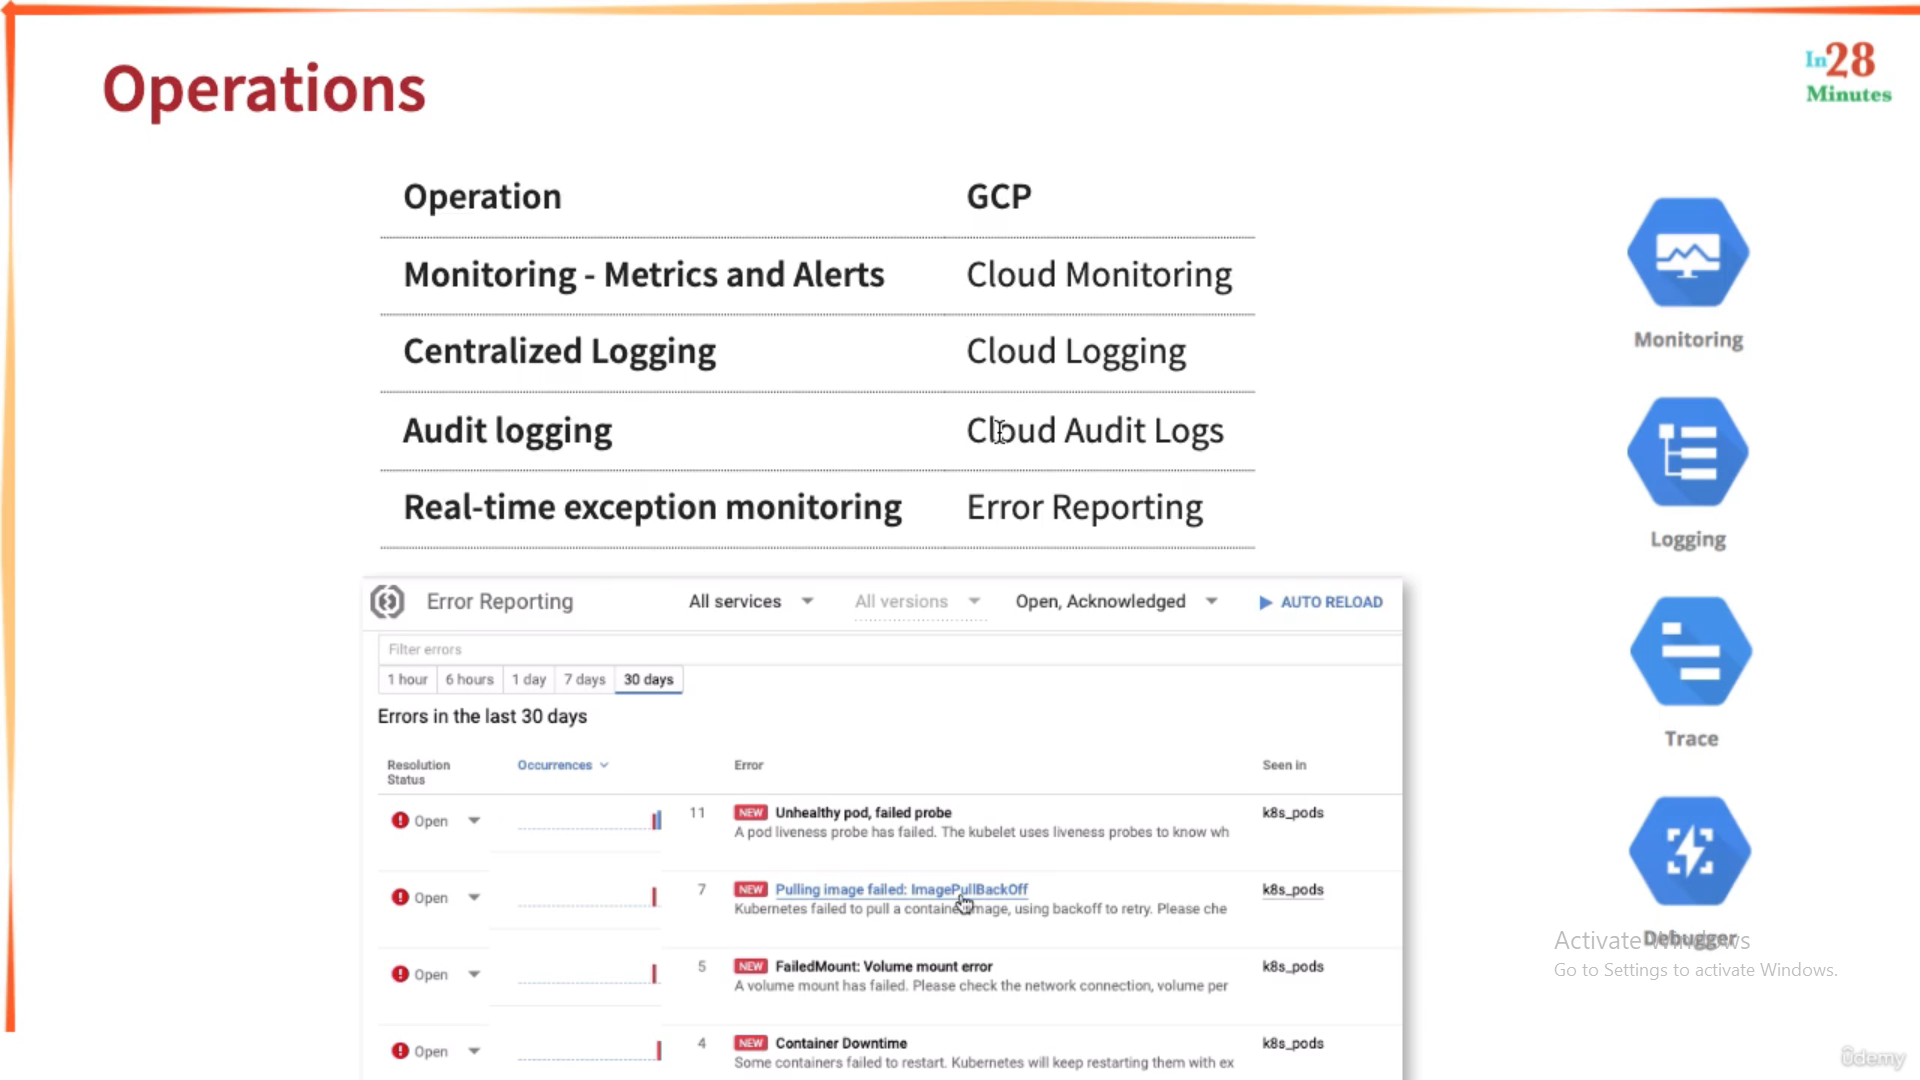 In28
Minutes
Operations
Operation GCP
Monitoring - Metrics and Alerts Cloud Monitoring
Centralized Logging Cloud Logging
Audit logging Cloud Audit Logs
Real-time exception monitoring Error Reporting
Monitoring
Logging
Trace
Debugger
Error Reporting All services All versions Open, Acknowledged AUTO RELOAD
Filter errors
1 hour 6 hours 1 day 7 days 30 days
Errors in the last 30 days
Resolution Status Occurrences Error Seen in
Open 11 NEW Unhealthy pod, failed probe k8s_pods
A pod liveness probe has failed. The kubelet uses liveness probes to know wh
Open 7 NEW Pulling image failed: ImagePullBackOff k8s_pods
Kubernetes failed to pull a container image, using backoff to retry. Please che
Open 5 NEW FailedMount: Volume mount error k8s_pods
A volume mount has failed. Please check the network connection, volume per
Open 4 NEW Container Downtime k8s_pods
Some containers failed to restart. Kubernetes will keep restarting them with ex
Activate Windows
Go to Settings to activate Windows.
ûdemy